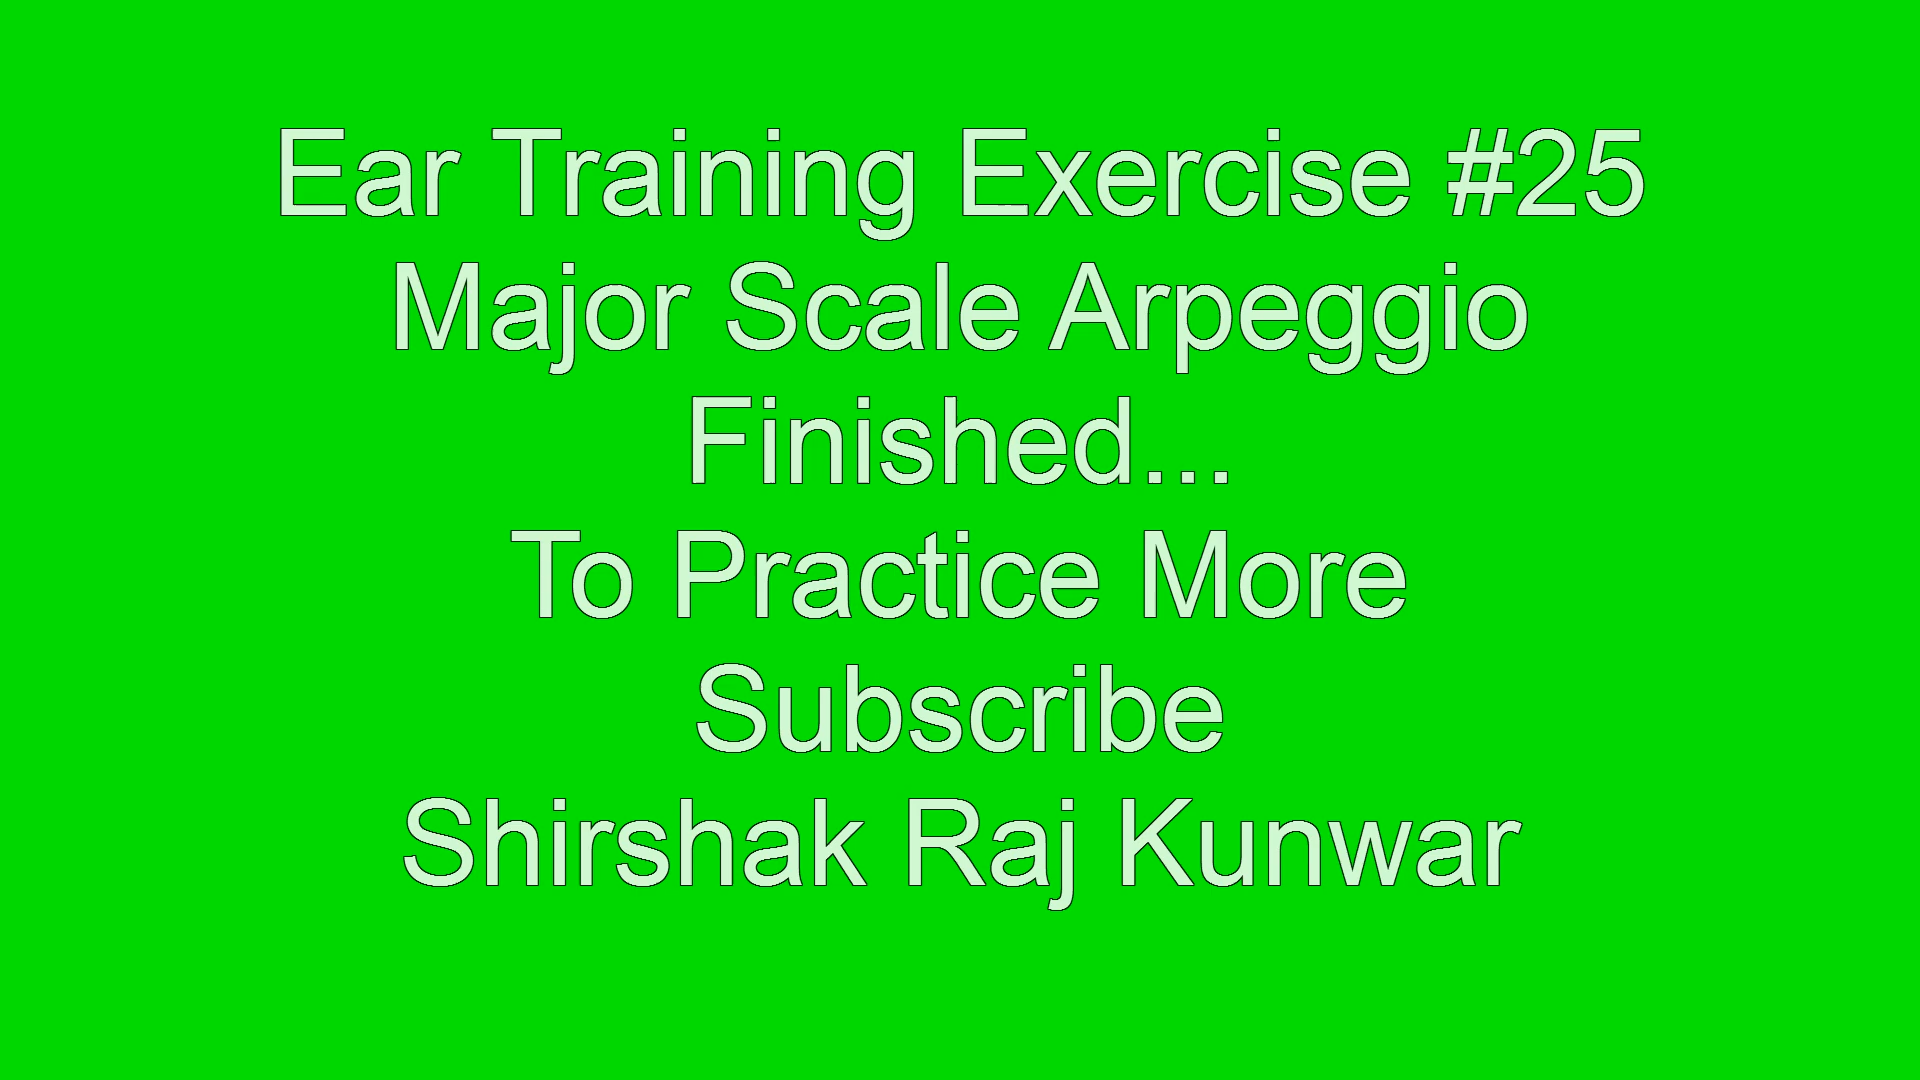 Ear Training Exercise #25
Major Scale Arpeggio
Finished...
To Practice More
Subscribe
Shirshak Raj Kunwar